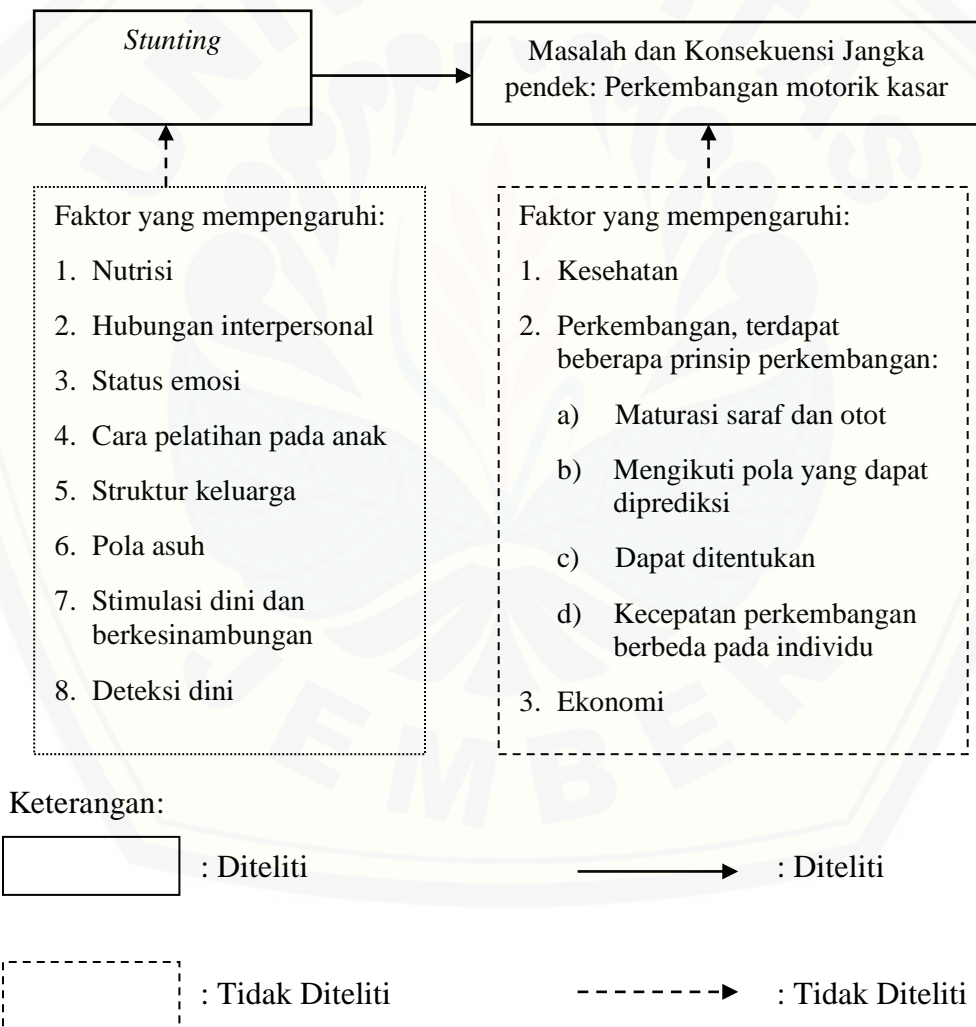 Stunting
Masalah dan Konsekuensi Jangka
pendek: Perkembangan motorik kasar
Faktor yang mempengaruhi:
1. Nutrisi
2. Hubungan interpersonal
3. Status emosi
4. Cara pelatihan pada anak
5. Struktur keluarga
6. Pola asuh
7. Stimulasi dini dan
berkesinambungan
8. Deteksi dini
Faktor yang mempengaruhi:
1. Kesehatan
2. Perkembangan, terdapat
beberapa prinsip perkembangan:
a) Maturasi saraf dan otot
b) Mengikuti pola yang dapat
diprediksi
c) Dapat ditentukan
d) Kecepatan perkembangan
berbeda pada individu
3. Ekonomi
Keterangan:
: Diteliti
: Diteliti
: Tidak Diteliti
: Tidak Diteliti
JEMBER